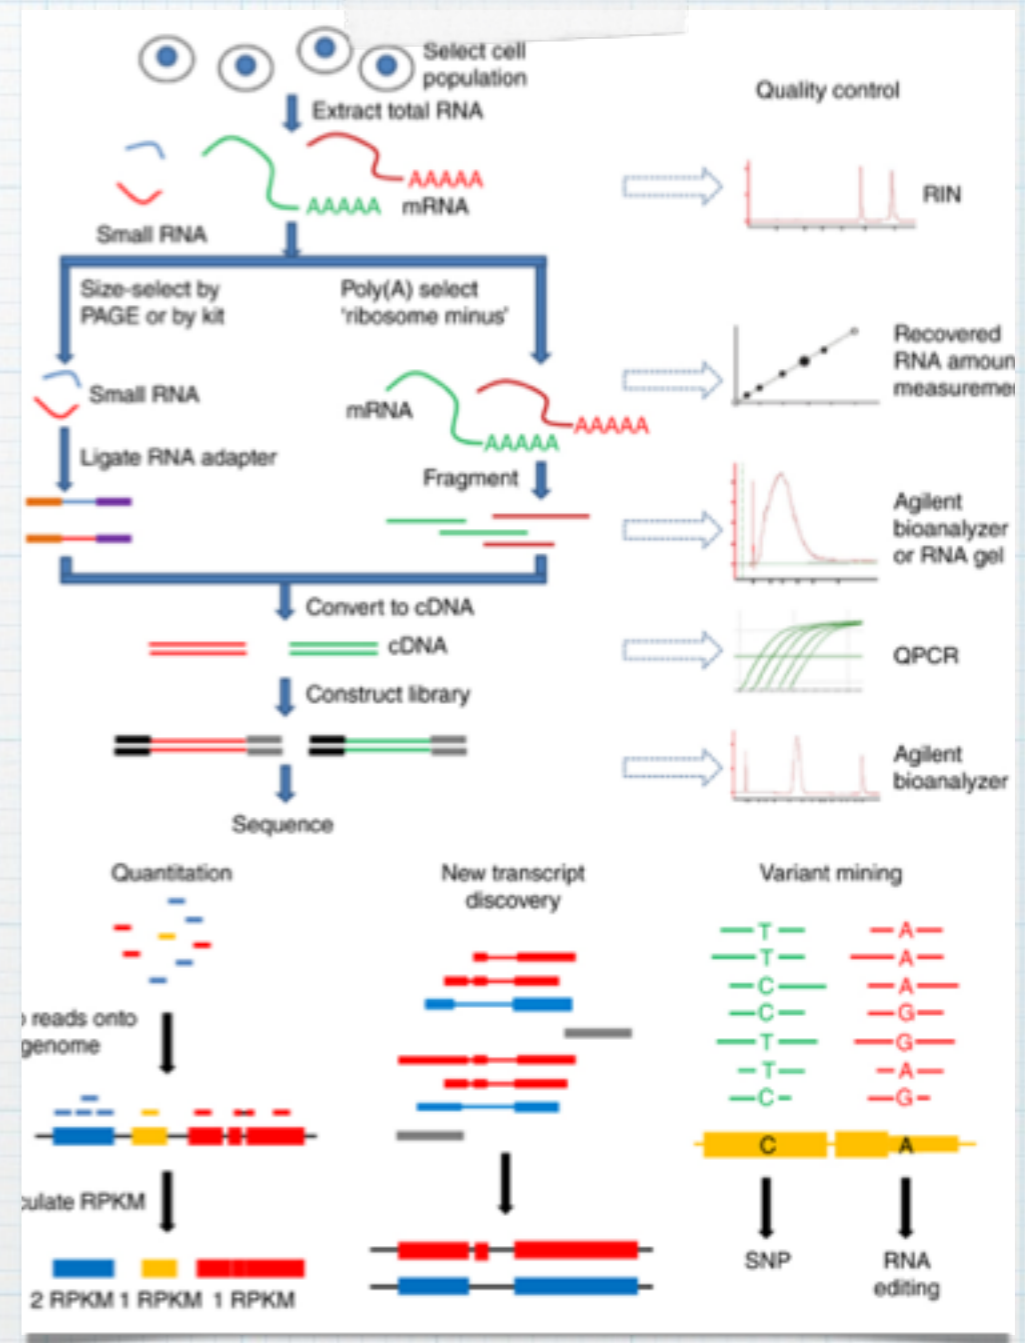 Select cell
population
Extract total RNA
Quality control
AAAAA
AAAAA mRNA
Small RNA
RIN
Size-select by
PAGE or by kit
Poly(A) select
'ribosome minus'
Small RNA
mRNA
AAAAA
AAAAA
Recovered
RNA amoun
measureme
Ligate RNA adapter
Fragment
Agilent
bioanalyzer
or RNA gel
Convert to cDNA
cDNA
QPCR
Construct library
Agilent
bioanalyzer
Sequence
Quantitation
New transcript
discovery
Variant mining
reads onto
genome
culate RPKM
2 RPKM 1 RPKM 1 RPKM
T
T
C
C
T
T
C
A
A
A
G
G
A
G
C
A
SNP
RNA
editing